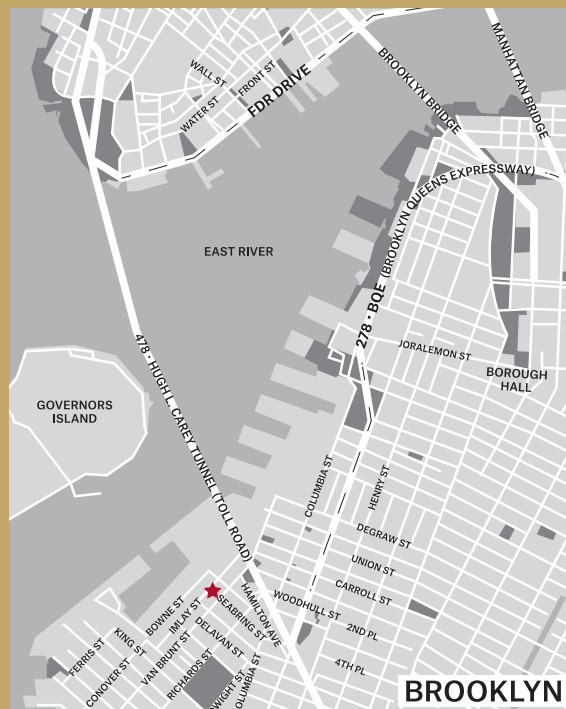 WALL ST
FRONT ST
WATER ST
FDR DRIVE
BROOKLYN BRIDGE
MANHATTAN BRIDGE
278 • BQE (BROOKLYN QUEENS EXPRESSWAY)
EAST RIVER
478 • HUGH L. CAREY TUNNEL (TOLL ROAD)
JORALEMON ST
BOROUGH
HALL
GOVERNORS
ISLAND
COLUMBIA ST
HENRY ST
DEGRAW ST
UNION ST
CARROLL ST
WOODHULL ST
2ND PL
4TH PL
HAMILTON AVE
SEABRING ST
BOWNE ST
IMLAY ST
DELAVAN ST
KING ST
VAN BRUNT ST
FERRIS ST
CONOVER ST
RICHARDS ST
DWIGHT ST
OLUMBIA ST
BROOKLYN